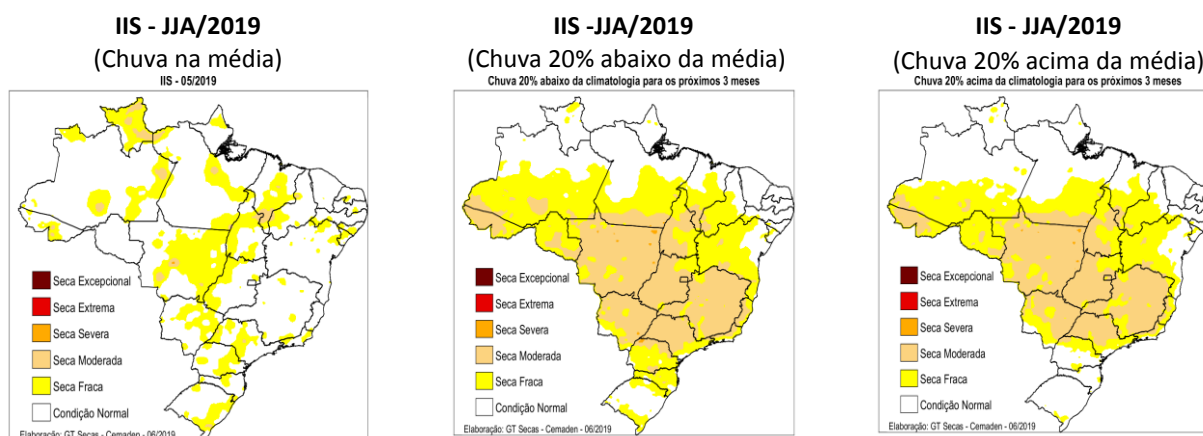 IIS - JJA/2019
(Chuva na média)
IIS - 05/2019
Seca Excepcional
Seca Extrema
Seca Severa
Seca Moderada
Seca Fraca
Condição Normal
Elaboração: GT Secas - Cemaden - 06/2019
IIS -JJA/2019
(Chuva 20% abaixo da média)
Chuva 20% abaixo da climatologia para os próximos 3 meses
Seca Excepcional
Seca Extrema
Seca Severa
Seca Moderada
Seca Fraca
Condição Normal
Elaboração: GT Secas - Cemaden - 06/2019
IIS - JJA/2019
(Chuva 20% acima da média)
Chuva 20% acima da climatologia para os próximos 3 meses
Seca Excepcional
Seca Extrema
Seca Severa
Seca Moderada
Seca Fraca
Condição Normal
Elaboração: GT Secas - Cemaden - 06/2019